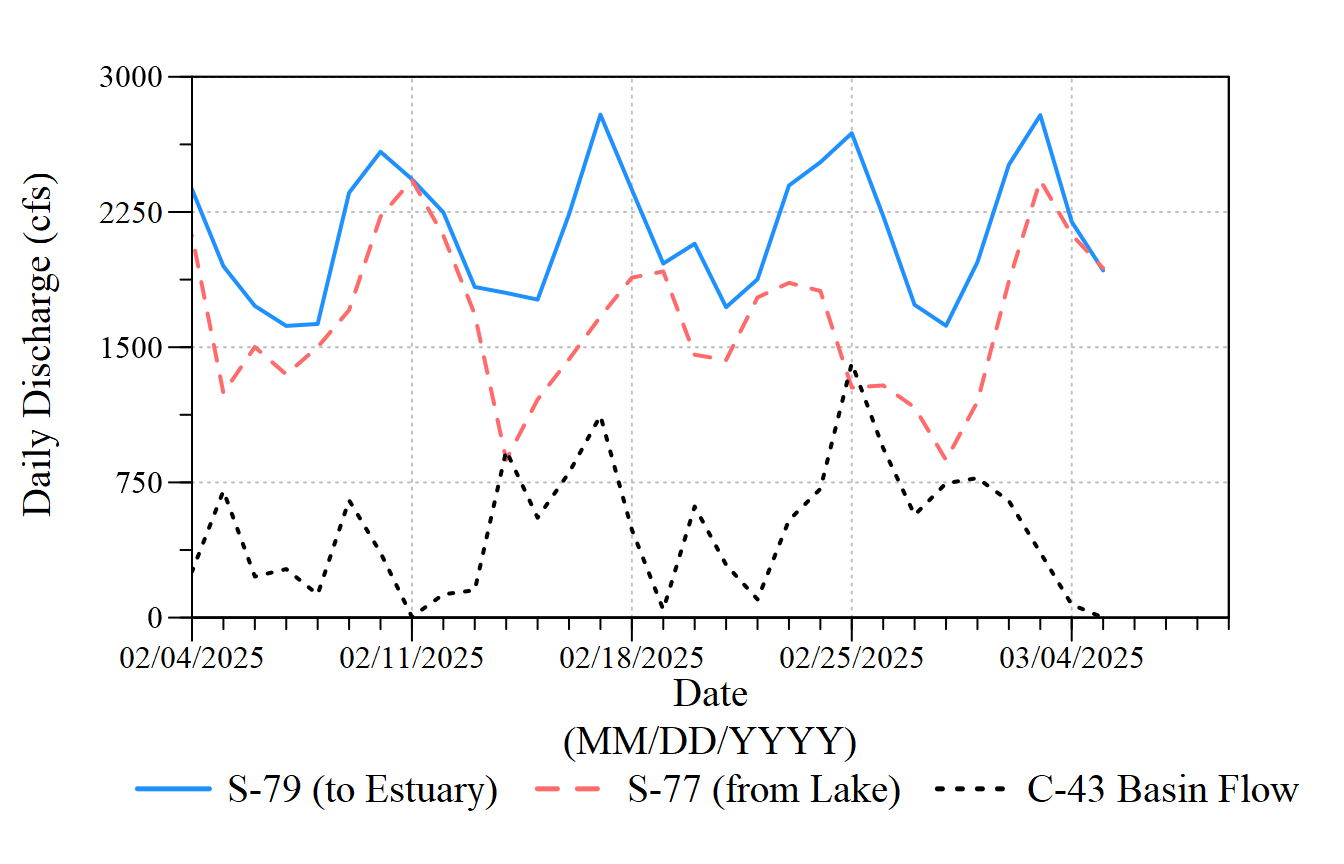 3000
2250
1500
750
0
Daily Discharge (cfs)
02/04/2025 02/11/2025 02/18/2025 02/25/2025 03/04/2025
Date
(MM/DD/YYYY)
S-79 (to Estuary) S-77 (from Lake) C-43 Basin Flow